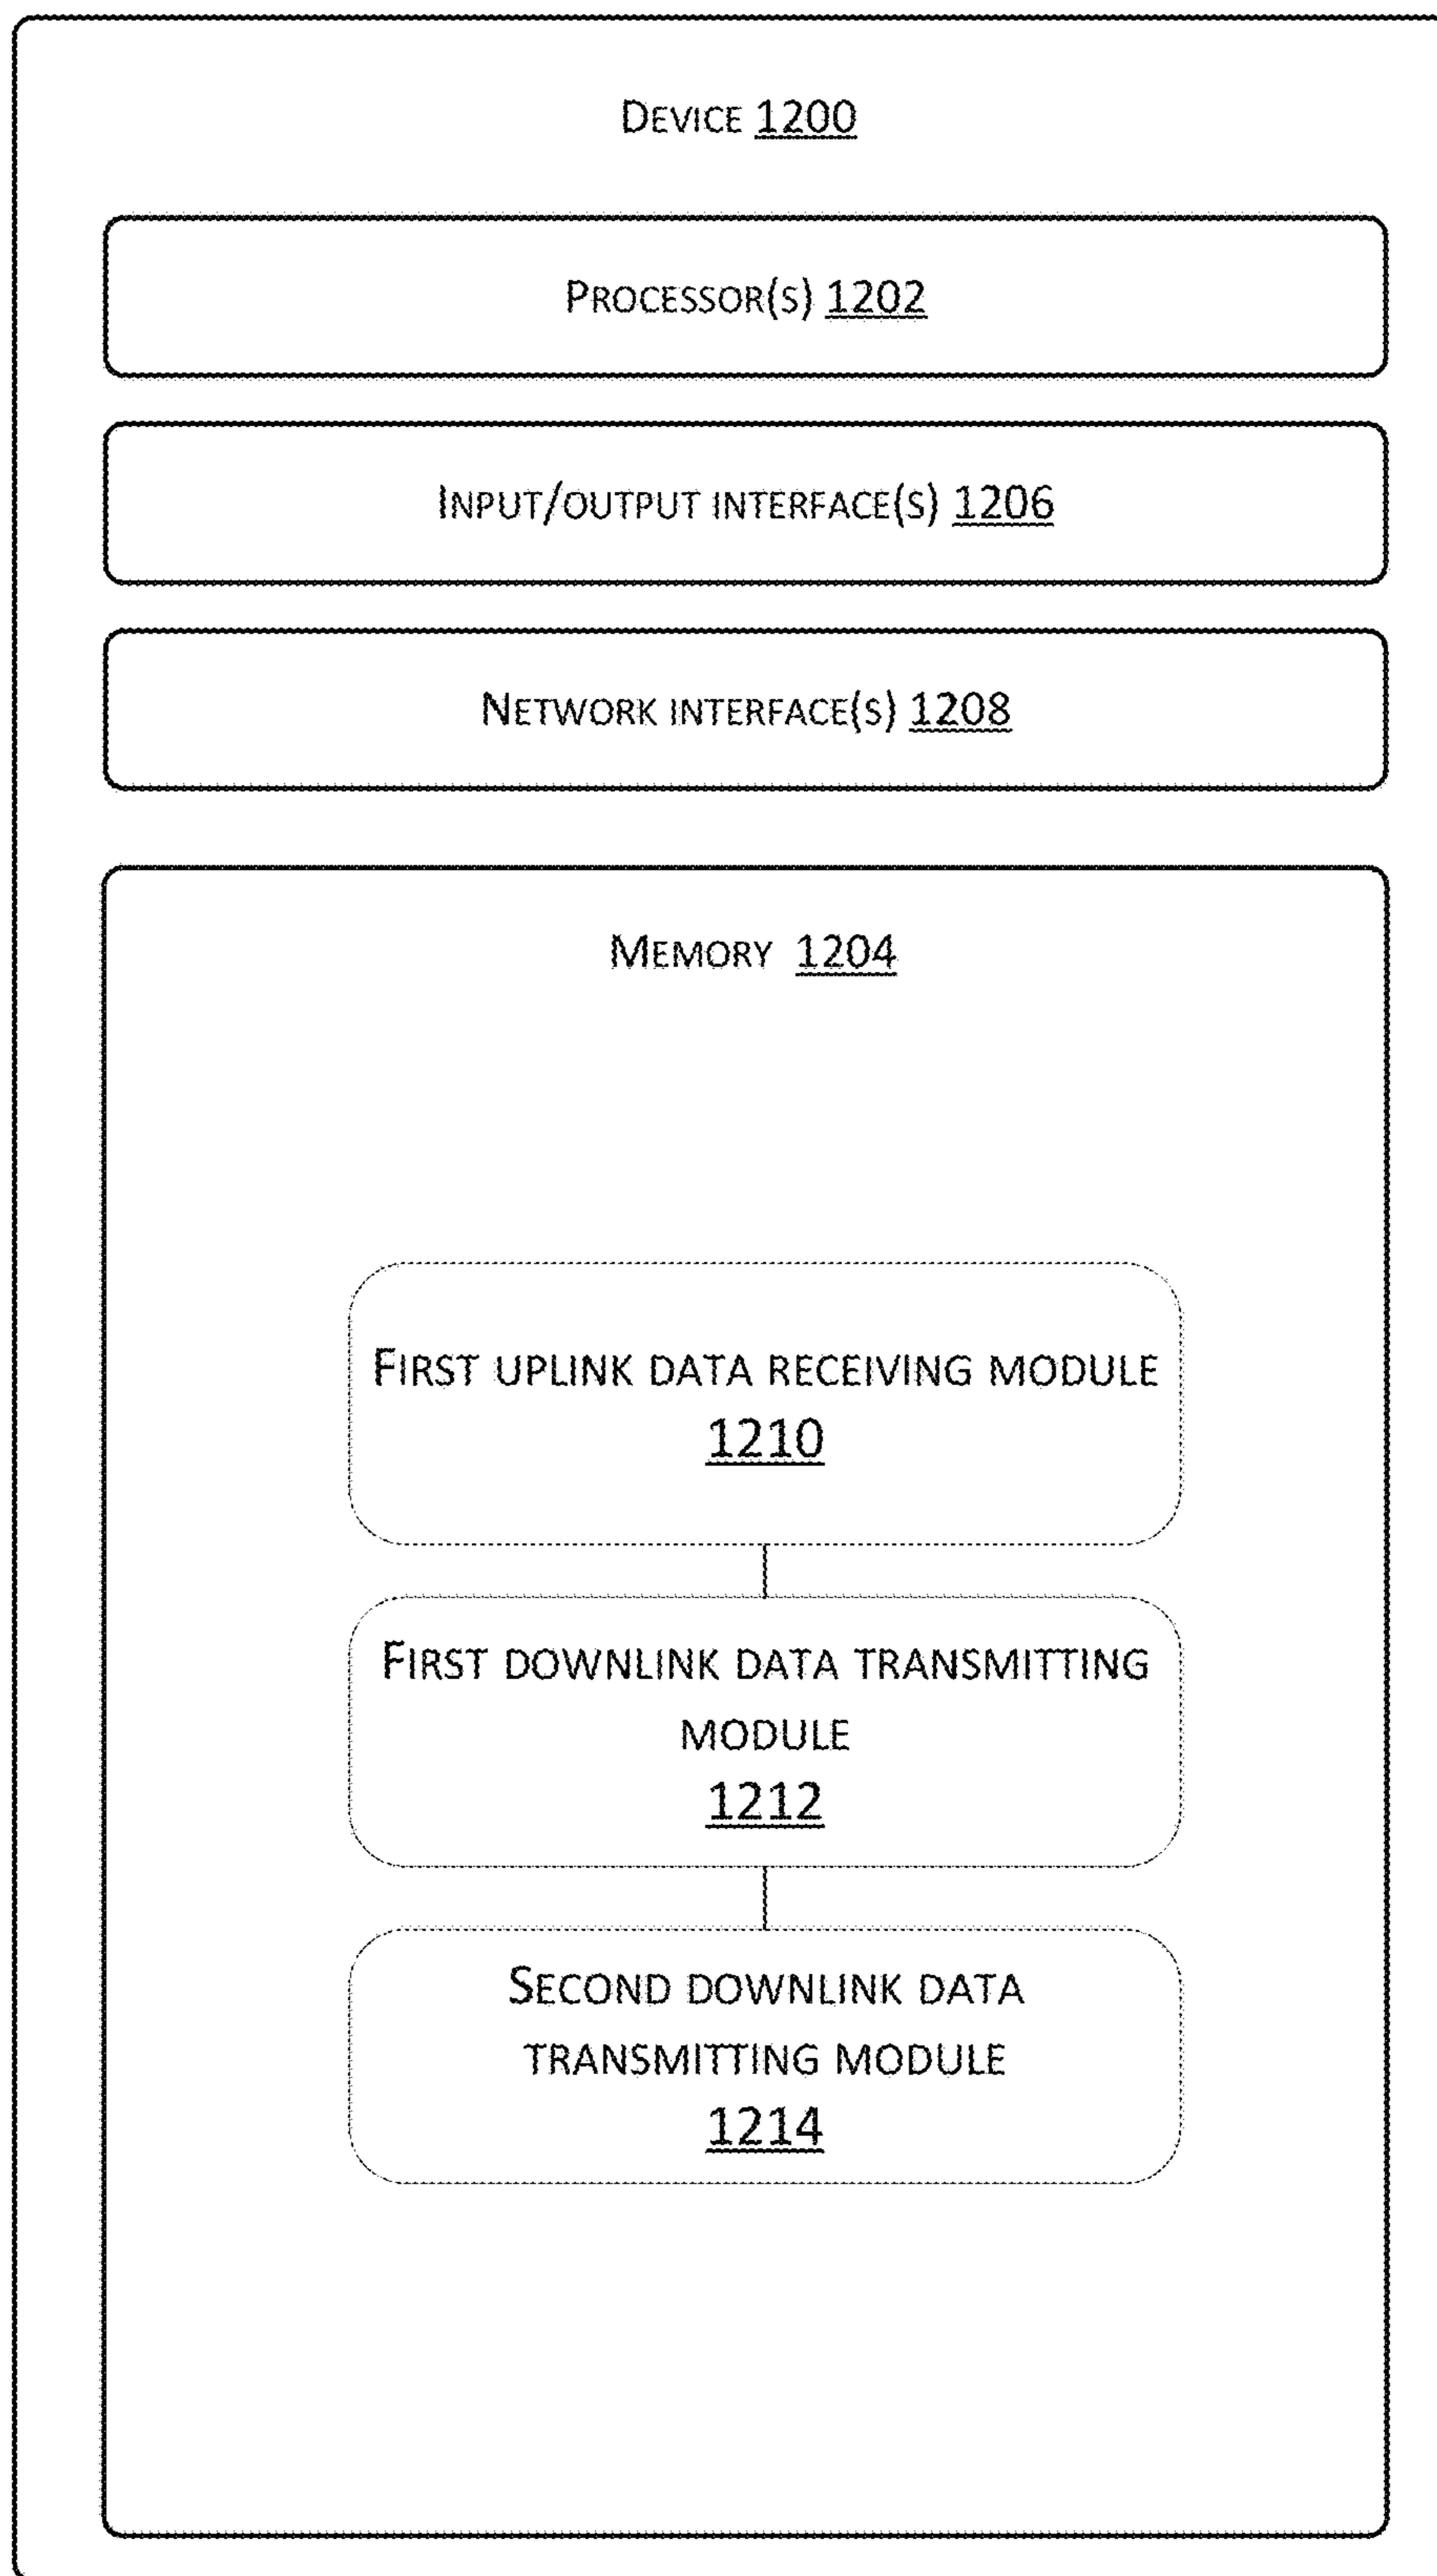 DEVICE 1200
PROCESSOR(S) 1202
INPUT/OUTPUT INTERFACE(S) 1206
NETWORK INTERFACE(S) 1208
MEMORY 1204
FIRST UPLINK DATA RECEIVING MODULE
1210
FIRST DOWNLINK DATA TRANSMITTING
MODULE
1212
SECOND DOWNLINK DATA
TRANSMITTING MODULE
1214